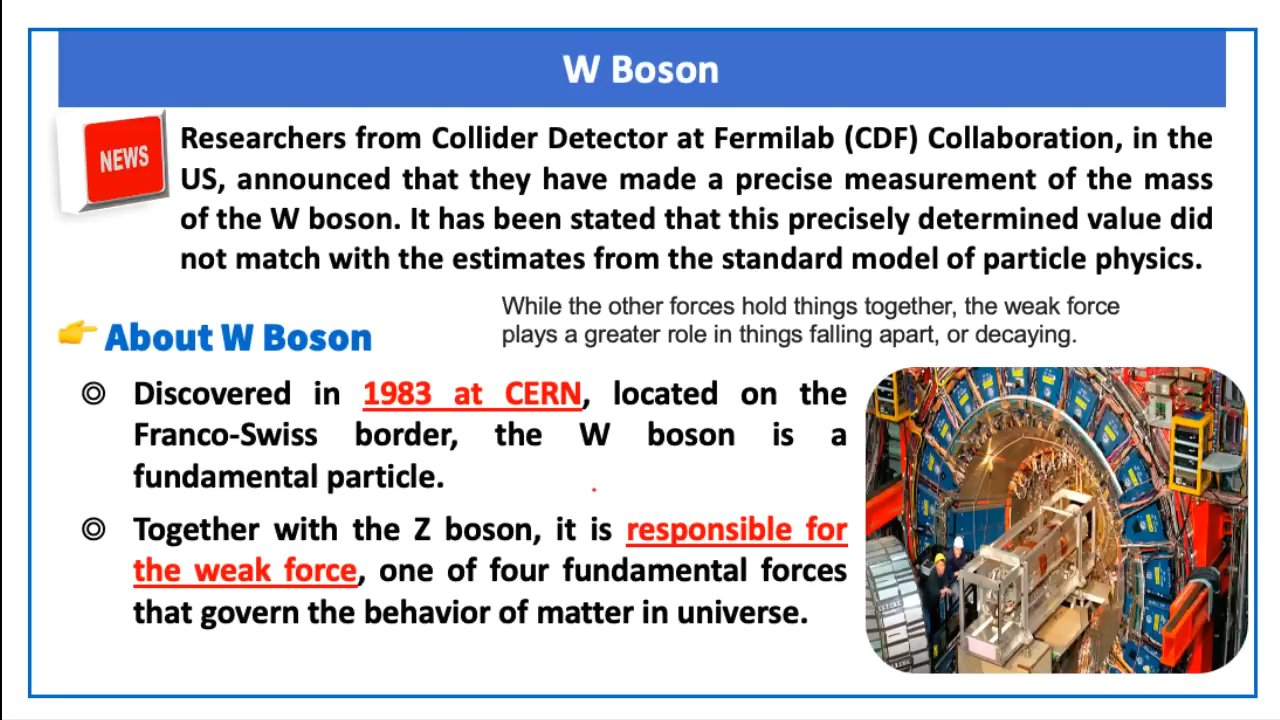 W Boson
NEWS
Researchers from Collider Detector at Fermilab (CDF) Collaboration, in the
US, announced that they have made a precise measurement of the mass
of the W boson. It has been stated that this precisely determined value did
not match with the estimates from the standard model of particle physics.
While the other forces hold things together, the weak force
plays a greater role in things falling apart, or decaying.
About W Boson
◎ Discovered in 1983 at CERN, located on the
Franco-Swiss border, the W boson is a
fundamental particle.
◎ Together with the Z boson, it is responsible for
the weak force, one of four fundamental forces
that govern the behavior of matter in universe.